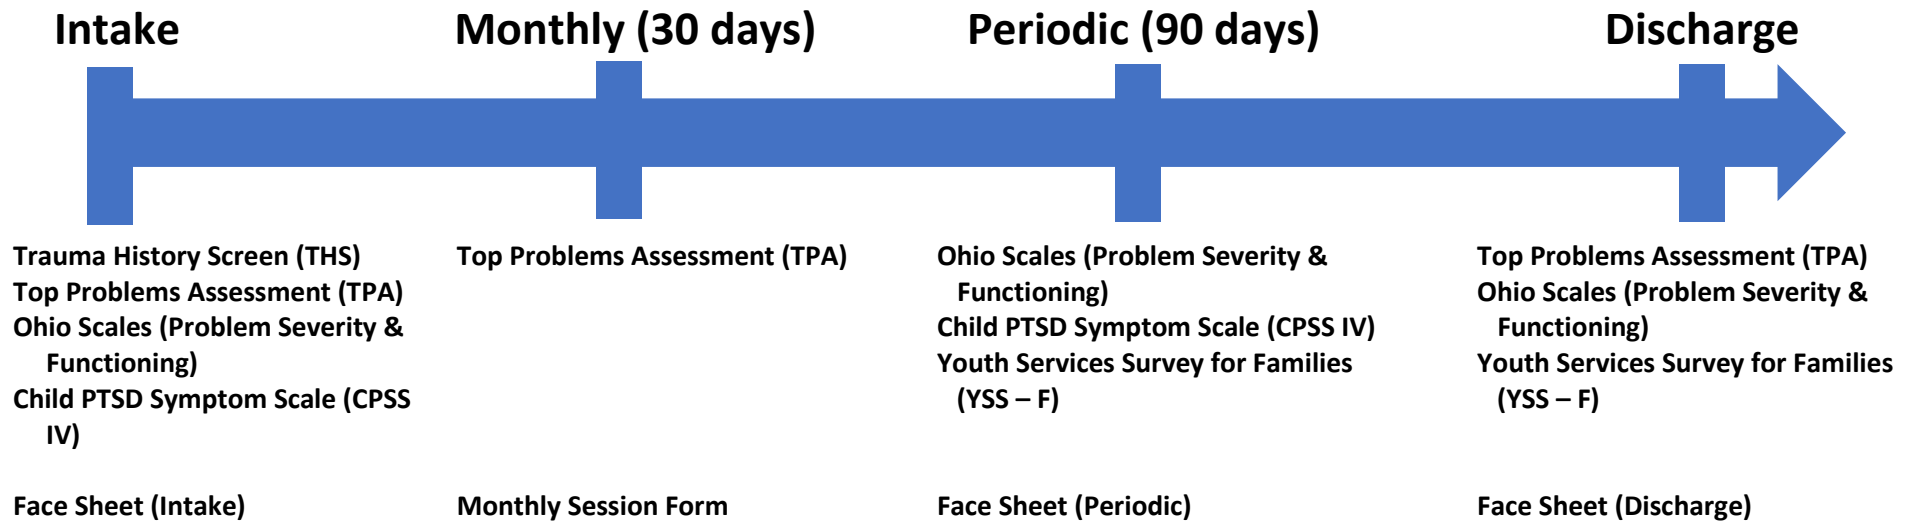 Intake
Monthly (30 days)
Periodic (90 days)
Discharge
Trauma History Screen (THS)
Top Problems Assessment (TPA)
Ohio Scales (Problem Severity &
Functioning)
Child PTSD Symptom Scale (CPSS
IV)
Face Sheet (Intake)
Top Problems Assessment (TPA)
Monthly Session Form
Ohio Scales (Problem Severity &
Functioning)
Child PTSD Symptom Scale (CPSS IV)
Youth Services Survey for Families
(YSS – F)
Face Sheet (Periodic)
Top Problems Assessment (TPA)
Ohio Scales (Problem Severity &
Functioning)
Youth Services Survey for Families
(YSS – F)
Face Sheet (Discharge)